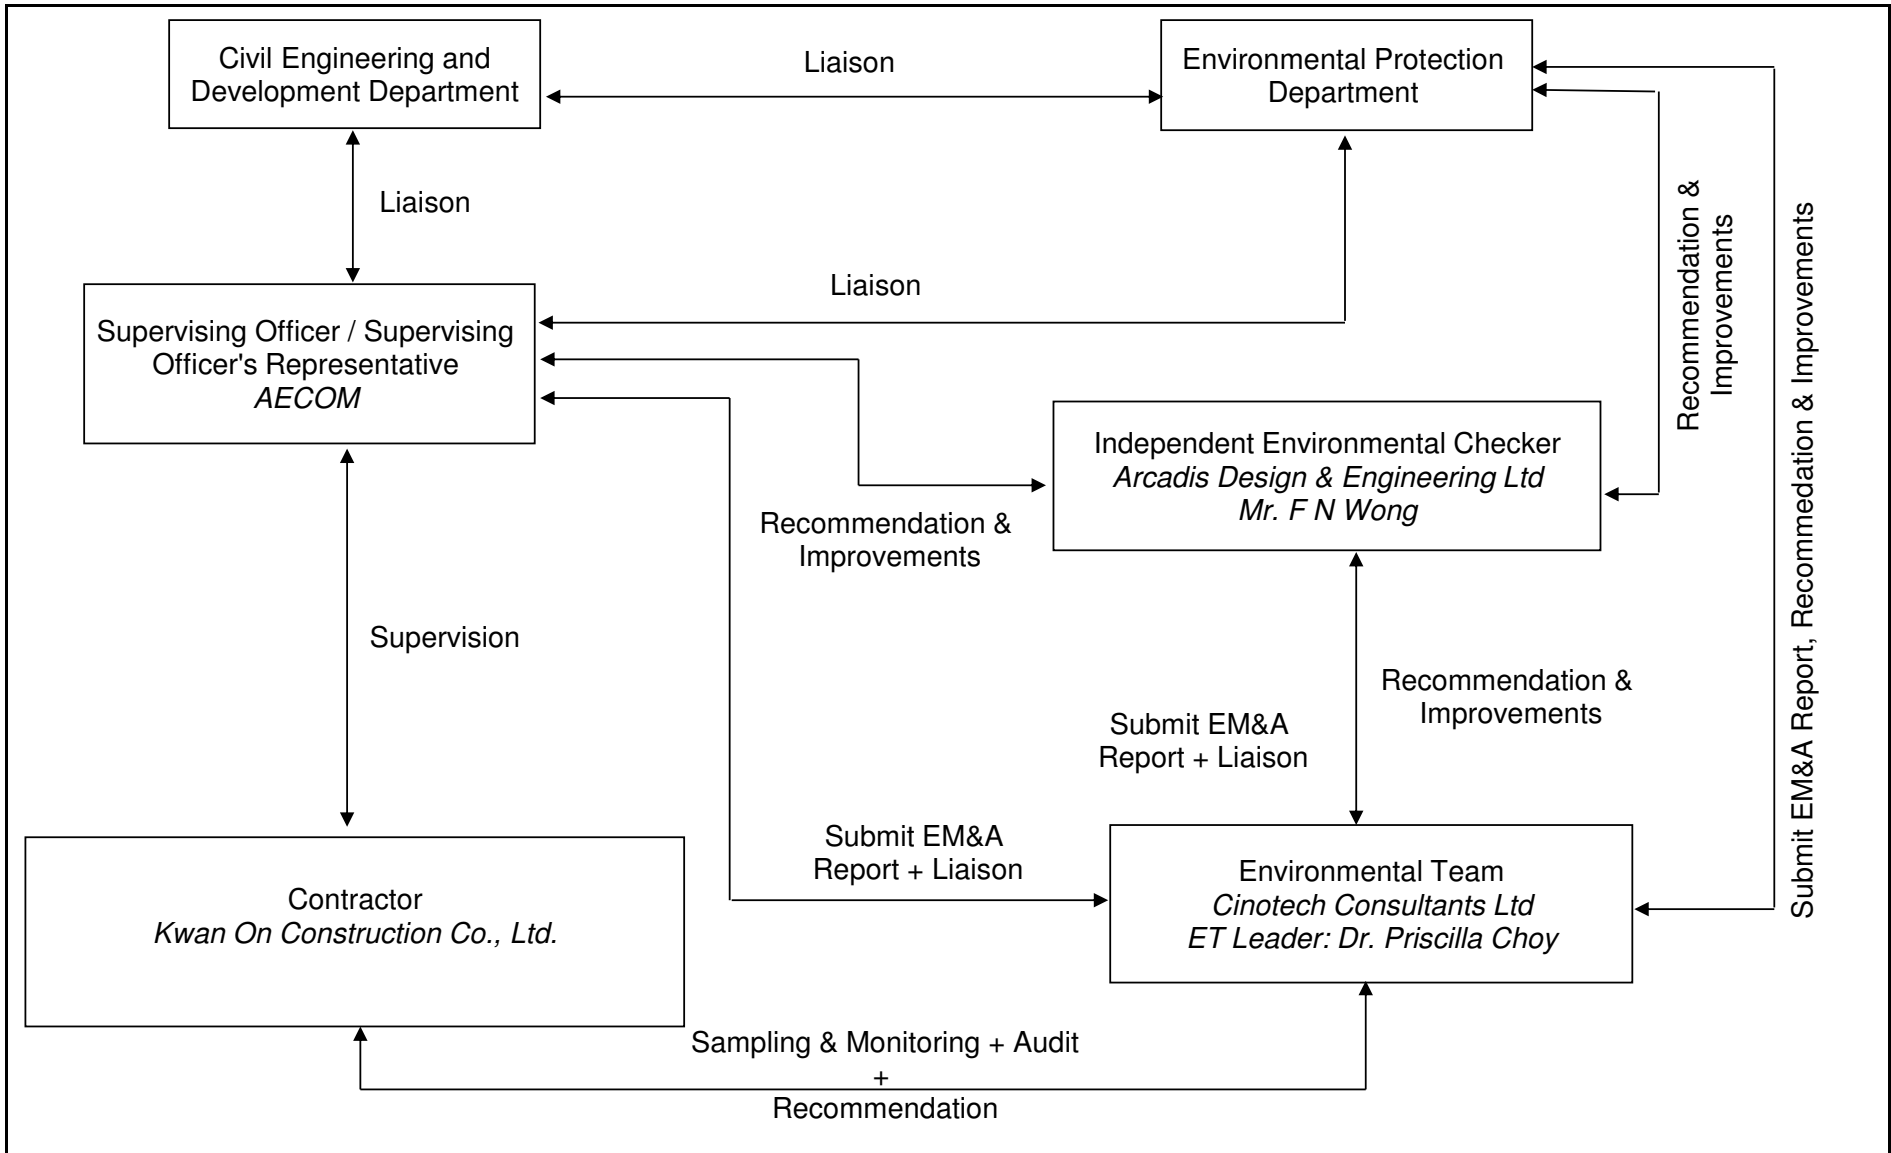 Civil Engineering and
Development Department
Liaison
Environmental Protection
Department
Liaison
Liaison
Recommendation &
Improvements
Submit EM&A Report, Recommedation & Improvements
Supervising Officer / Supervising
Officer's Representative
AECOM
Independent Environmental Checker
Arcadis Design & Engineering Ltd
Mr. F N Wong
Recommendation &
Improvements
Supervision
Recommendation &
Improvements
Submit EM&A
Report + Liaison
Submit EM&A
Report + Liaison
Contractor
Kwan On Construction Co., Ltd.
Environmental Team
Cinotech Consultants Ltd
ET Leader: Dr. Priscilla Choy
Sampling & Monitoring + Audit
+
Recommendation